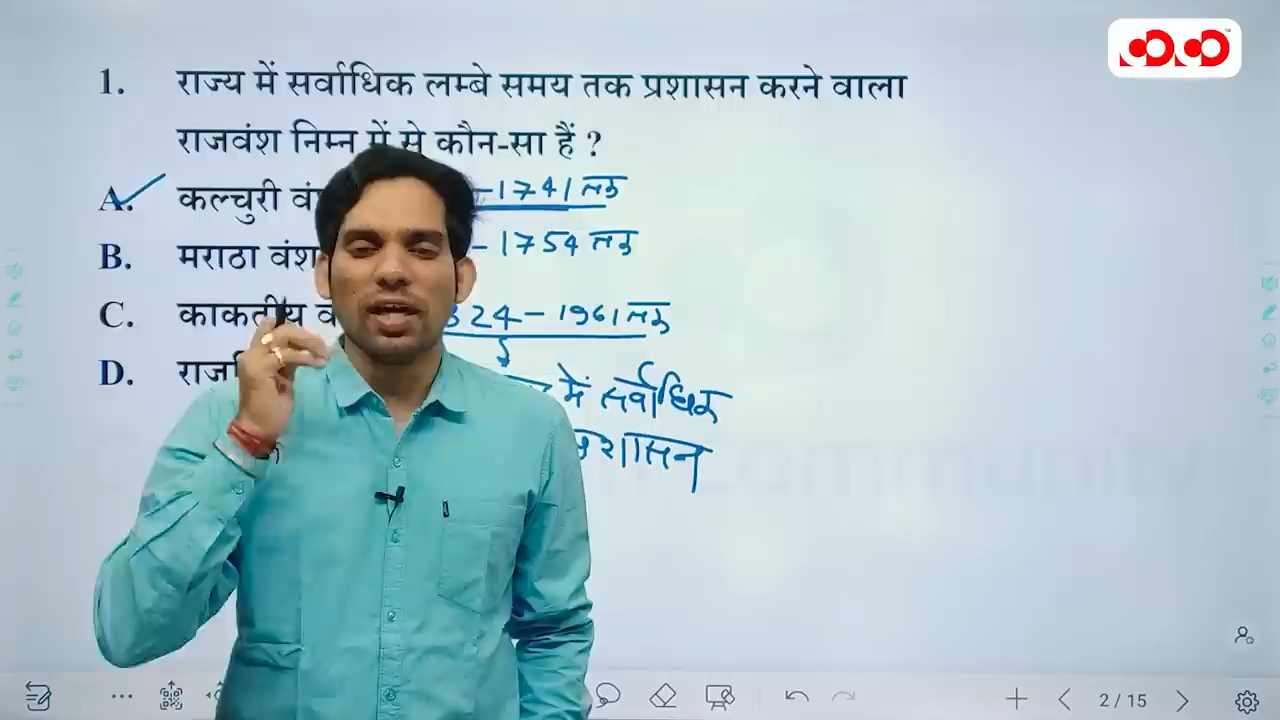 1. राज्य में सर्वाधिक लम्बे समय तक प्रशासन करने वाला
राजवंश निम्न में से कौन-सा हैं ?
A. कल्चुरी – 1741 तक
B. मराठा वंश – 1754 तक
C. काकतीय 324 – 1961 तक
D.
में सर्वाधिक
प्रशासन
2 / 15